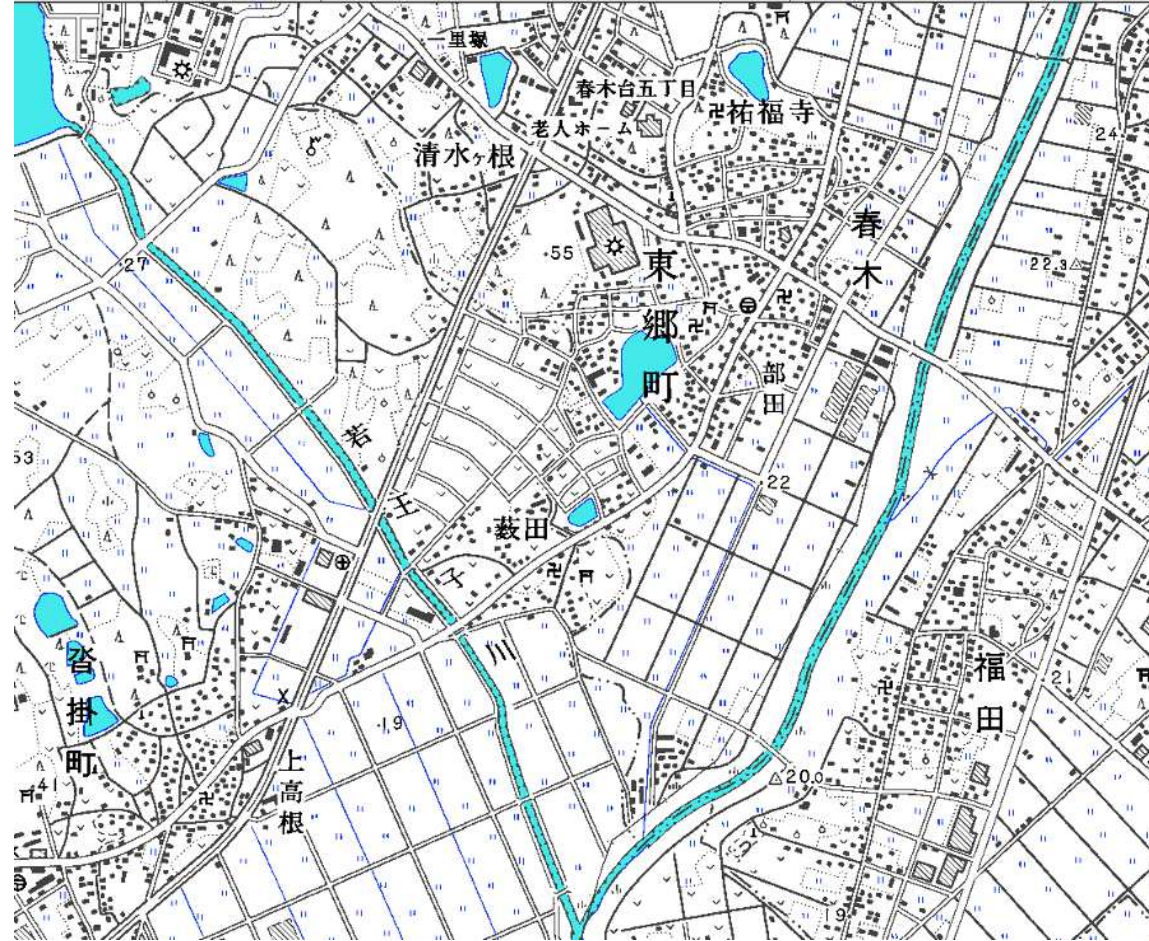 里塚
春木台五丁目
祐福寺
老人ホーム
清水ヶ根
24
春木
55
東郷町
27
22.3
部田
53
若王子川
22
藪田
沓掛町
福田
21
19
上高根
20.0
41
19